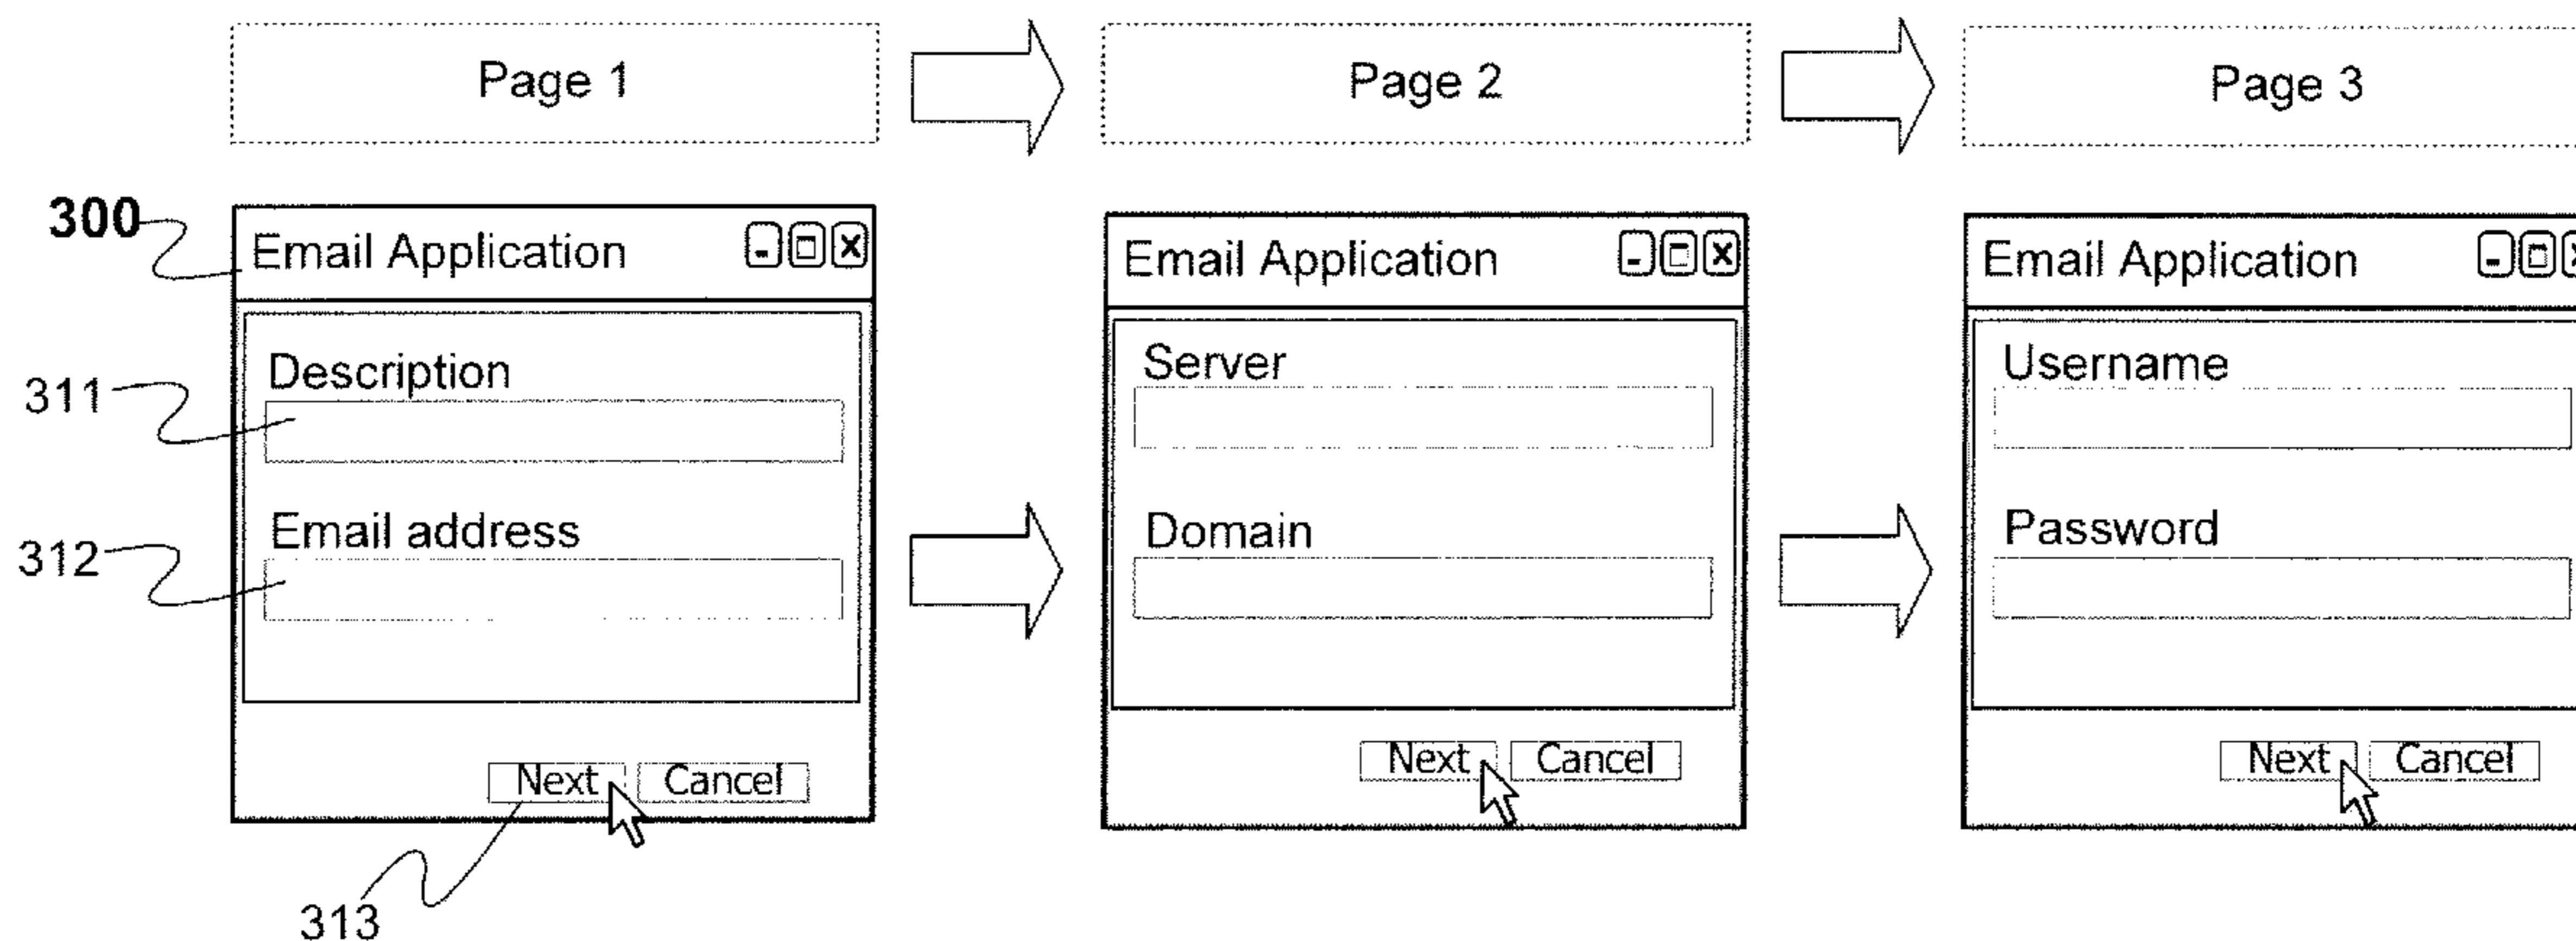 Page 1
Page 2
Page 3
300
Email Application
Description
311
Email address
312
Next
Cancel
313
Email Application
Server
Domain
Next
Cancel
Email Application
Username
Password
Next
Cancel